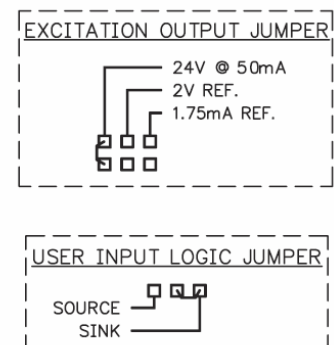 EXCITATION OUTPUT JUMPER
24V @ 50mA
2V REF.
1.75mA REF.
USER INPUT LOGIC JUMPER
SOURCE
SINK